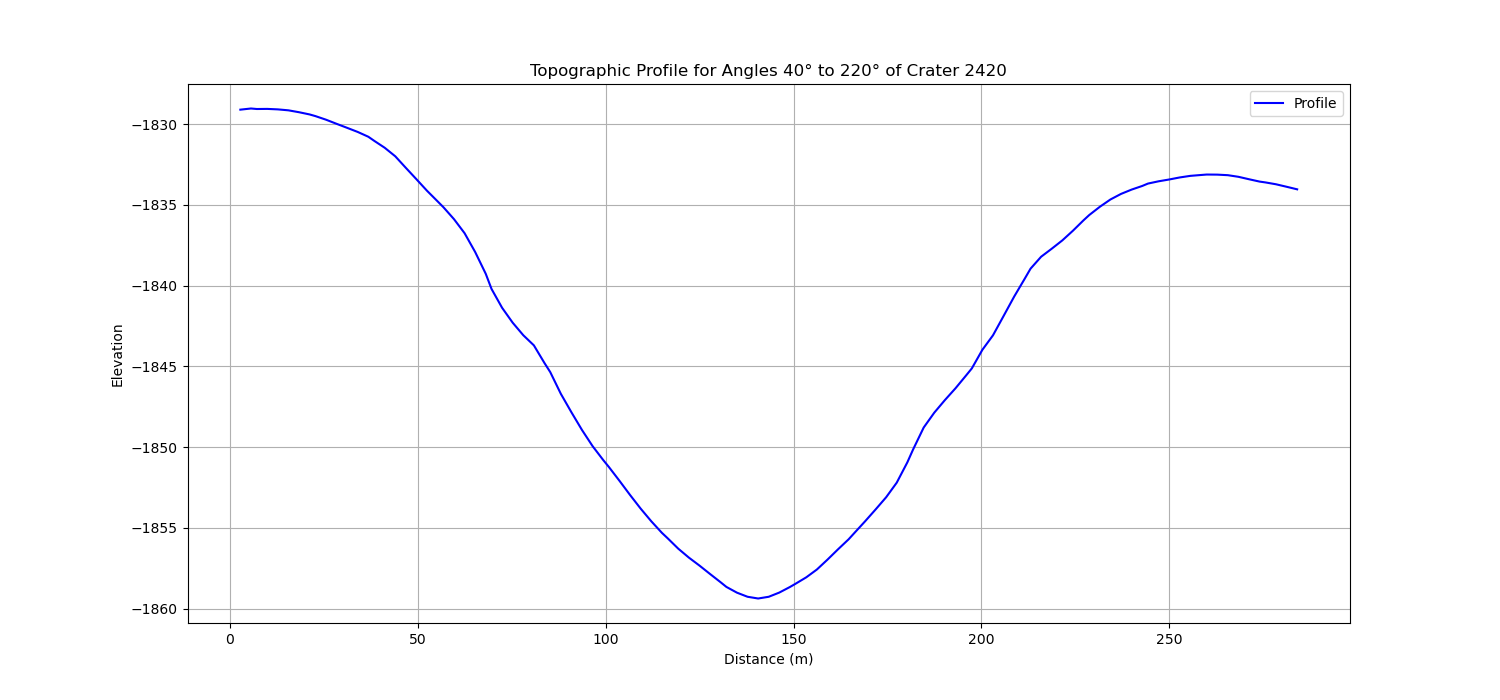 Topographic Profile for Angles 40° to 220° of Crater 2420
Profile
−1830
−1835
−1840
−1845
−1850
−1855
−1860
Elevation
0 50 100 150 200 250
Distance (m)